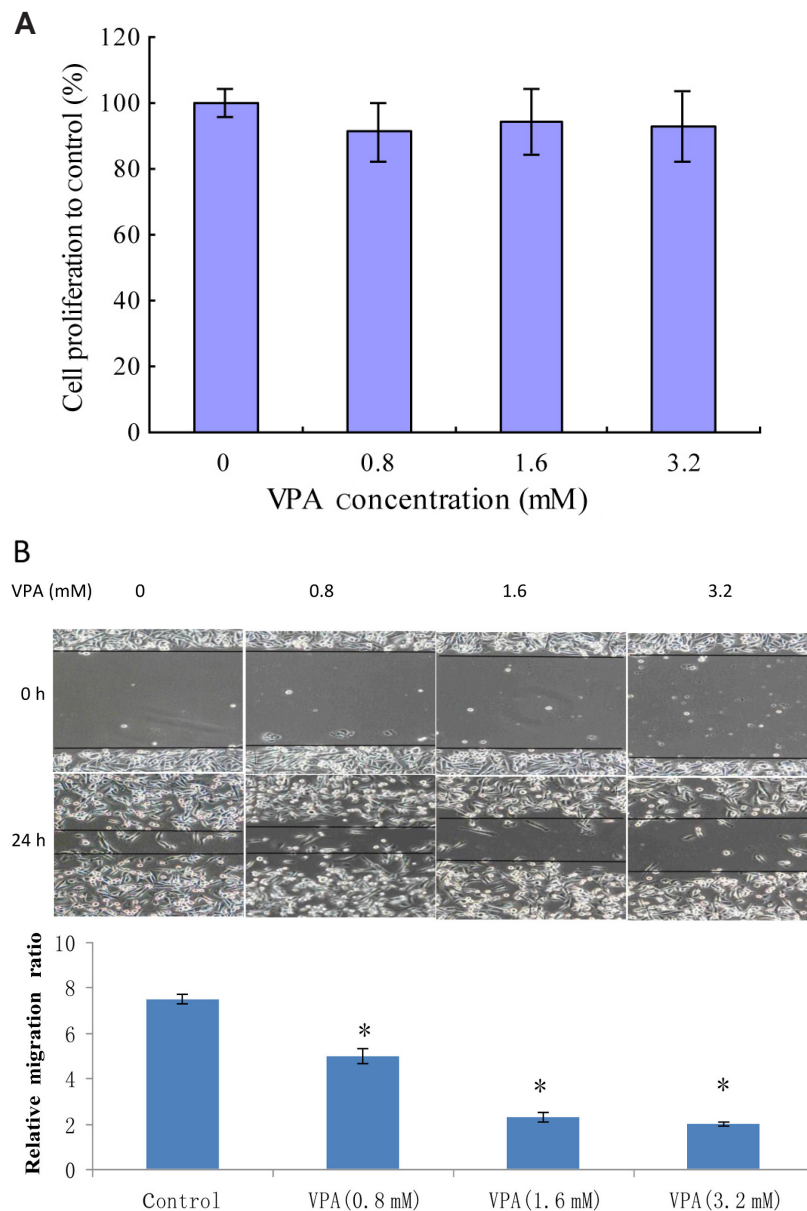 A
Cell proliferation to control (%)
120
100
80
60
40
20
0
0 0.8 1.6 3.2
VPA concentration (mM)
B
VPA (mM) 0 0.8 1.6 3.2
0 h
24 h
Relative migration ratio
10
8
6
4
2
0
*
*
*
Control VPA(0.8 mM) VPA(1.6 mM) VPA(3.2 mM)